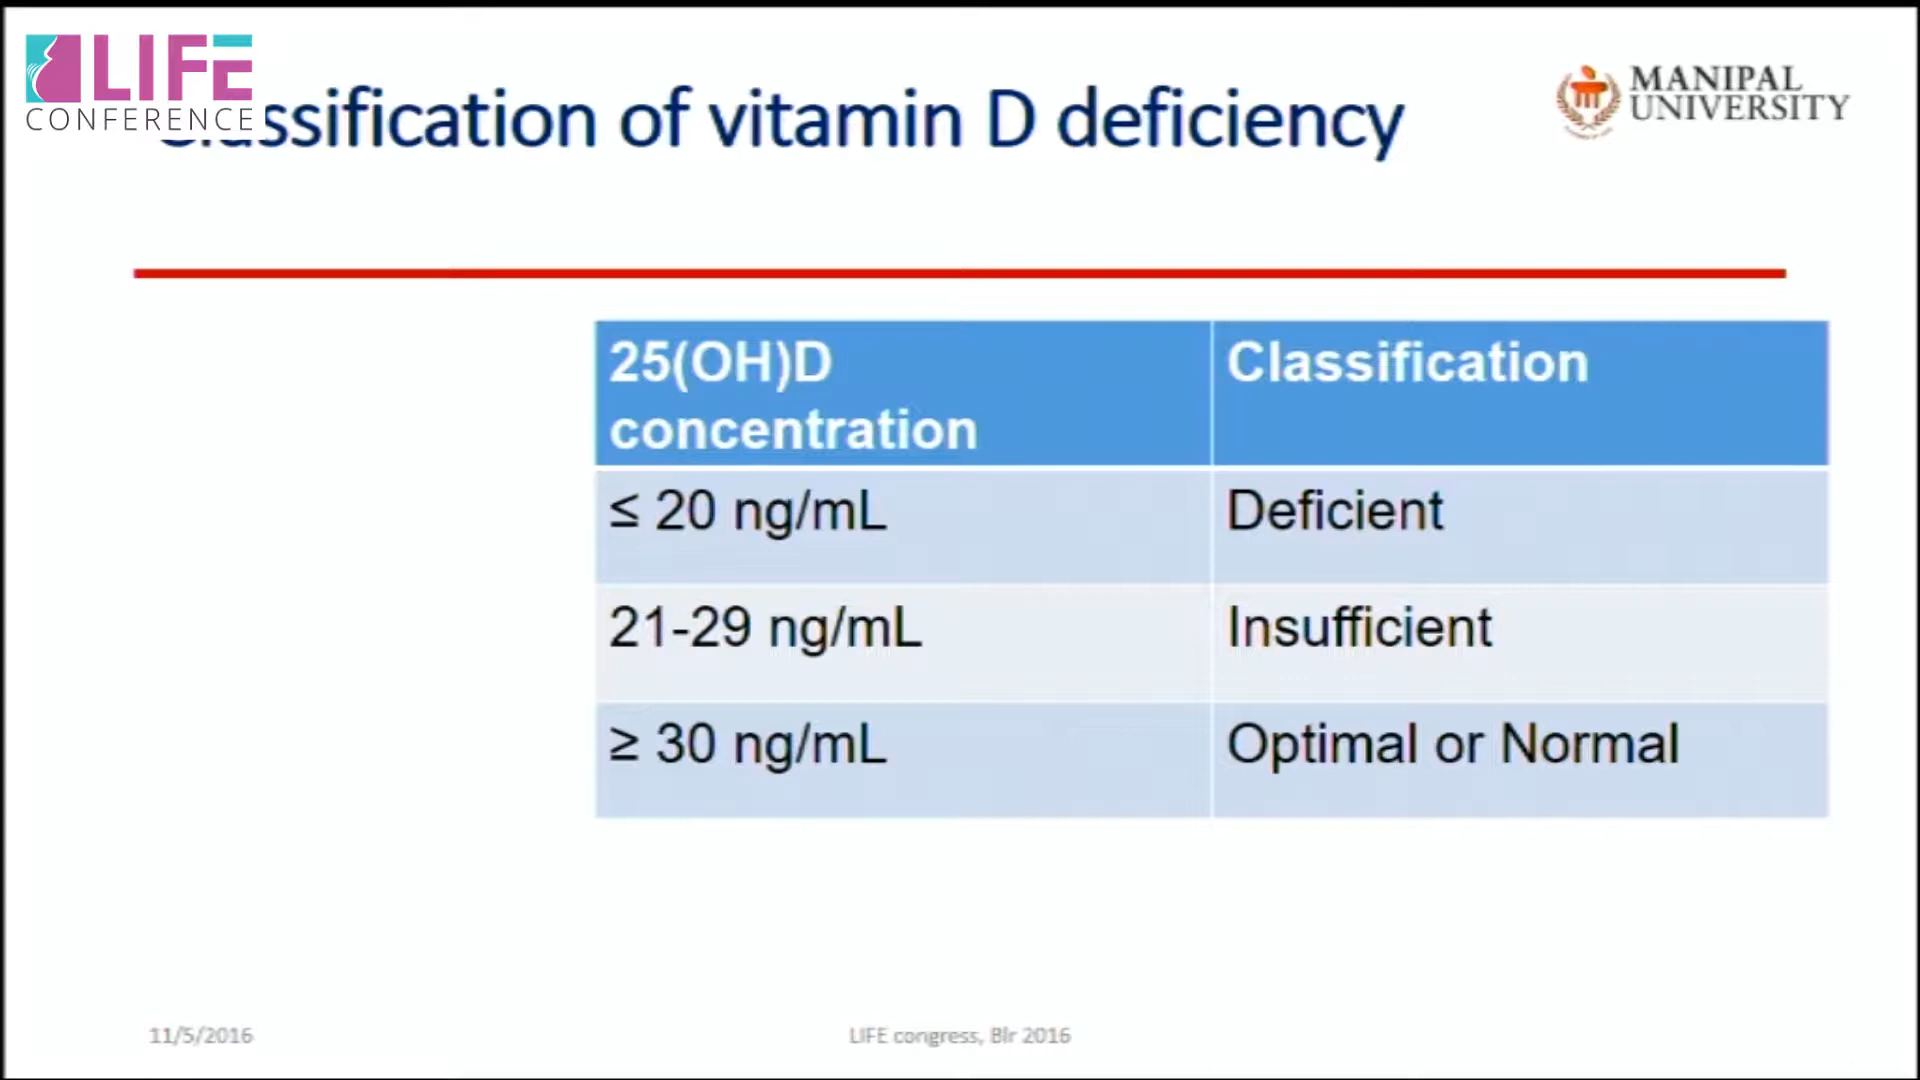 LIFE
CONFERENCE
Classification of vitamin D deficiency
MANIPAL
UNIVERSITY
25(OH)D
concentration
Classification
≤ 20 ng/mL
Deficient
21-29 ng/mL
Insufficient
≥ 30 ng/mL
Optimal or Normal
11/5/2016
LIFE congress, Blr 2016